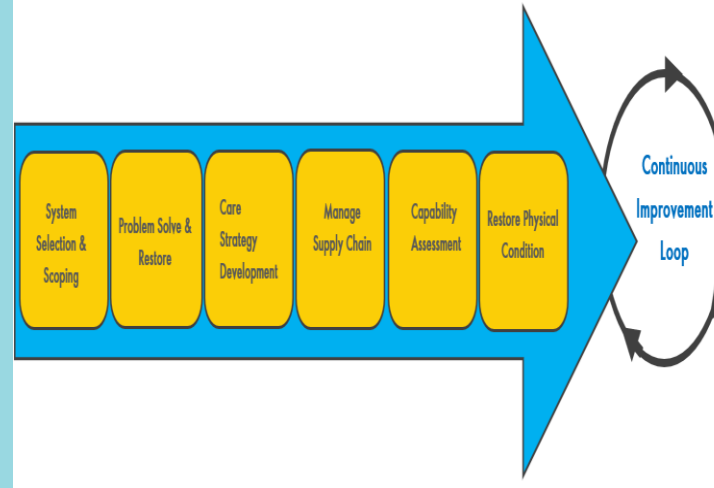 System
Selection &
Scoping
Problem Solve &
Restore
Care
Strategy
Development
Manage
Supply Chain
Capability
Assessment
Restore Physical
Condition
Continuous
Improvement
Loop